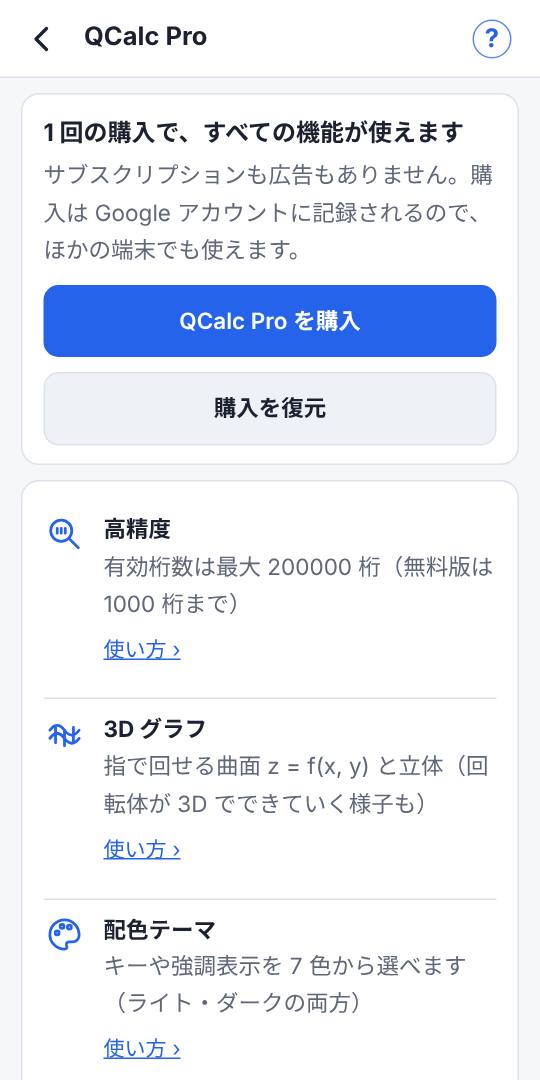 QCalc Pro
?
1 回の購入で、すべての機能が使えます
サブスクリプションも広告もありません。購
入は Google アカウントに記録されるので、
ほかの端末でも使えます。
QCalc Pro を購入
購入を復元
高精度
有効桁数は最大 200000 桁（無料版は
1000 桁まで）
使い方 ›
3D グラフ
指で回せる曲面 z = f(x, y) と立体（回
転体が 3D でできていく様子も）
使い方 ›
配色テーマ
キーや強調表示を 7 色から選べます
（ライト・ダークの両方）
使い方 ›